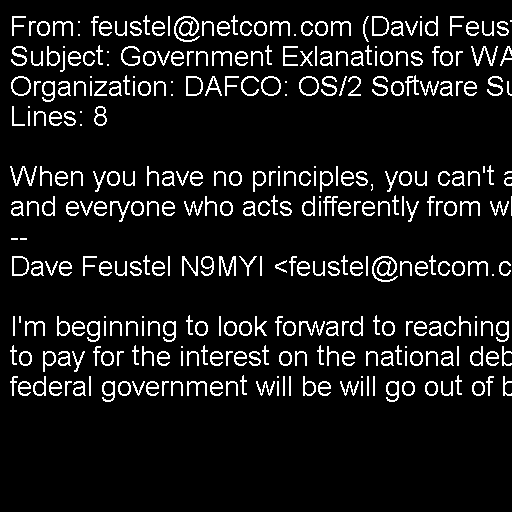 From: feustel@netcom.com (David Feust
Subject: Government Exlanations for WA
Organization: DAFCO: OS/2 Software Su
Lines: 8

When you have no principles, you can't a
and everyone who acts differently from wh
--
Dave Feustel N9MYI <feustel@netcom.c

I'm beginning to look forward to reaching
to pay for the interest on the national deb
federal government will be will go out of b